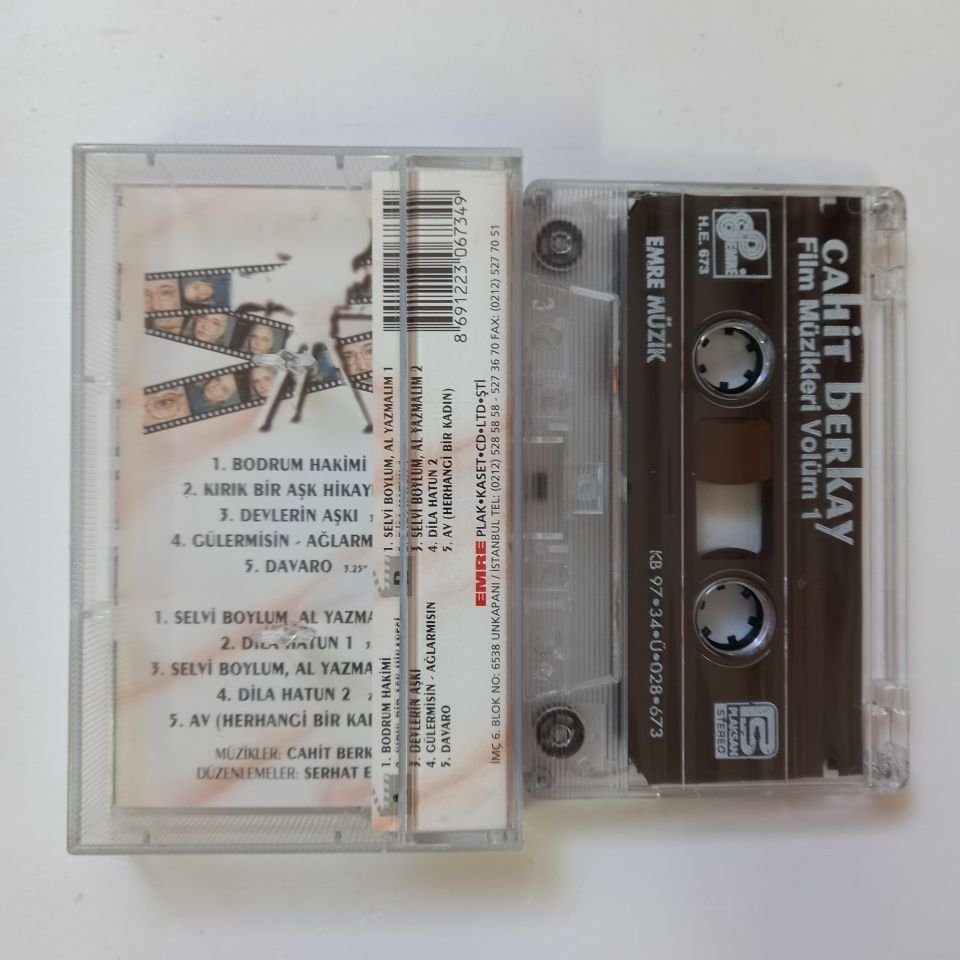 1. BODRUM HAKİMİ
2. KIRIK BİR AŞK HİKAY
3. DEVLERİN AŞKI
4. GÜLERMİSİN - AĞLARM
5. DAVARO 3.25"
1. SELVİ BOYLUM, AL YAZMA
2. DİLA HATUN 1
3. SELVİ BOYLUM, AL YAZMA
4. DİLA HATUN 2
5. AV (HERHANGİ BİR KA
MÜZİKLER: CAHİT BERK
DÜZENLEMELER: SERHAT E
1. BODRUM HAKİMİ
3. DEVLERİN AŞKI
4. GÜLERMİSİN - AĞLARMISIN
5. DAVARO
1. SELVİ BOYLUM, AL YAZMALIM 1
3. SELVİ BOYLUM, AL YAZMALIM 2
4. DİLA HATUN 2
5. AV (HERHANGİ BİR KADIN)
8 691223 067349
EMRE PLAK•KASET•CD•LTD•ŞTİ
İMÇ 6. BLOK NO: 6538 UNKAPANI / İSTANBUL TEL: (0212) 528 58 58 - 527 36 70 FAX: (0212) 527 70 51
1
CAHİT BERKAY
Film Müzikleri Volüm 1
EMRE
H.E. 673
EMRE MÜZİK
KB 97•34•Ü•028•673
PLAKSAN
STEREO